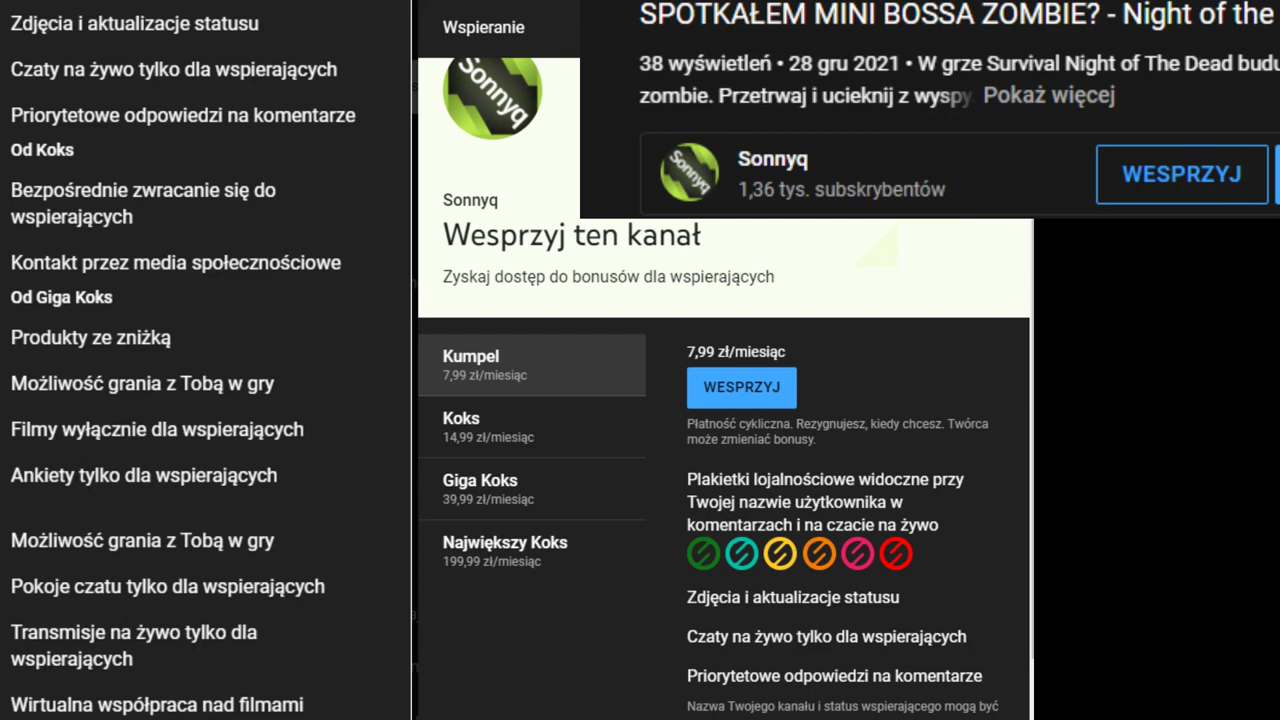 Zdjęcia i aktualizacje statusu
Czaty na żywo tylko dla wspierających
Priorytetowe odpowiedzi na komentarze
Od Koks
Bezpośrednie zwracanie się do
wspierających
Kontakt przez media społecznościowe
Od Giga Koks
Produkty ze zniżką
Możliwość grania z Tobą w gry
Filmy wyłącznie dla wspierających
Ankiety tylko dla wspierających
Możliwość grania z Tobą w gry
Pokoje czatu tylko dla wspierających
Transmisje na żywo tylko dla
wspierających
Wirtualna współpraca nad filmami
Wspieranie
Sonnyq
Sonnyq
Wesprzyj ten kanał
Zyskaj dostęp do bonusów dla wspierających
Kumpel
7,99 zł/miesiąc
Koks
14,99 zł/miesiąc
Giga Koks
39,99 zł/miesiąc
Największy Koks
199,99 zł/miesiąc
7,99 zł/miesiąc
WESPRZYJ
Płatność cykliczna. Rezygnujesz, kiedy chcesz. Twórca
może zmieniać bonusy.
Plakietki lojalnościowe widoczne przy
Twojej nazwie użytkownika w
komentarzach i na czacie na żywo
Zdjęcia i aktualizacje statusu
Czaty na żywo tylko dla wspierających
Priorytetowe odpowiedzi na komentarze
Nazwa Twojego kanału i status wspierającego mogą być
SPOTKAŁEM MINI BOSSA ZOMBIE? - Night of the
38 wyświetleń • 28 gru 2021 • W grze Survival Night of The Dead budu
zombie. Przetrwaj i ucieknij z wyspy. Pokaż więcej
Sonnyq
Sonnyq
1,36 tys. subskrybentów
WESPRZYJ